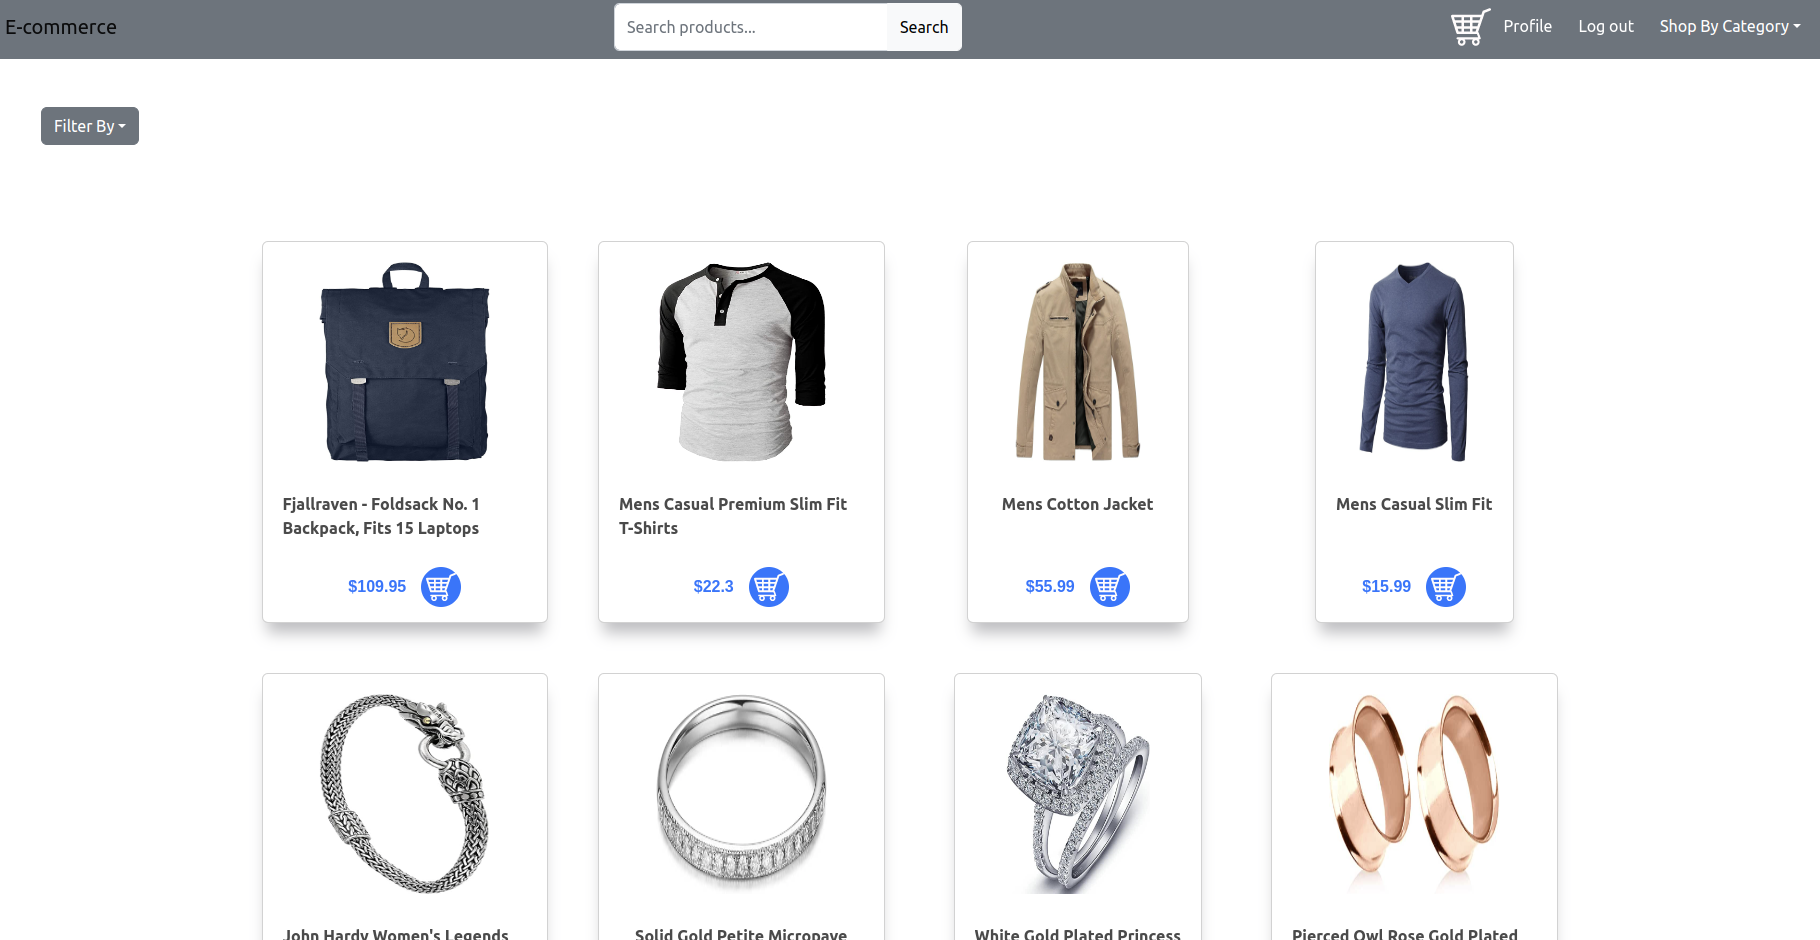 E-commerce
Search products...
Search
Profile
Log out
Shop By Category
Filter By
Fjallraven - Foldsack No. 1
Backpack, Fits 15 Laptops
$109.95
Mens Casual Premium Slim Fit
T-Shirts
$22.3
Mens Cotton Jacket
$55.99
Mens Casual Slim Fit
$15.99
John Hardy Women's Legends
Solid Gold Petite Micropave
White Gold Plated Princess
Pierced Owl Rose Gold Plated